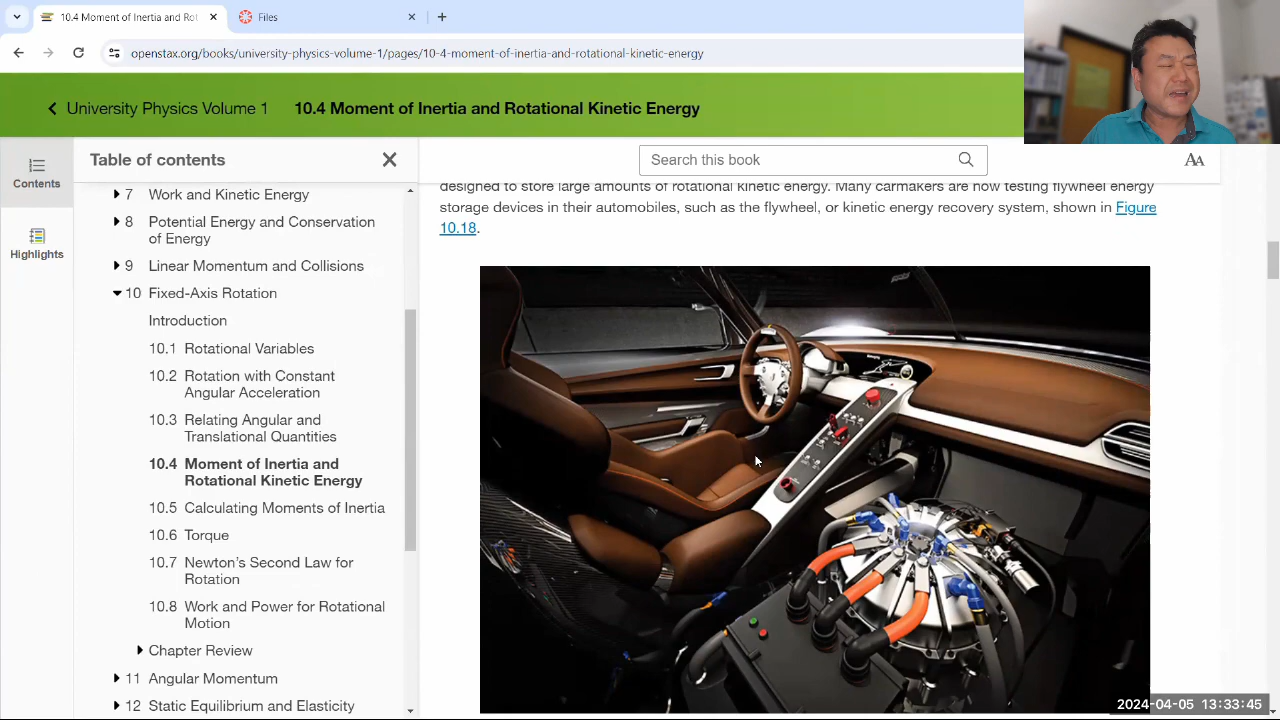 10.4 Moment of Inertia and Rota
Files
openstax.org/books/university-physics-volume-1/pages/10-4-moment-of-inertia-and-rotational-kinetic-energy
University Physics Volume 1
10.4 Moment of Inertia and Rotational Kinetic Energy
Contents
Highlights
Table of contents
7 Work and Kinetic Energy
8 Potential Energy and Conservation
of Energy
9 Linear Momentum and Collisions
10 Fixed-Axis Rotation
Introduction
10.1 Rotational Variables
10.2 Rotation with Constant
Angular Acceleration
10.3 Relating Angular and
Translational Quantities
10.4 Moment of Inertia and
Rotational Kinetic Energy
10.5 Calculating Moments of Inertia
10.6 Torque
10.7 Newton's Second Law for
Rotation
10.8 Work and Power for Rotational
Motion
Chapter Review
11 Angular Momentum
12 Static Equilibrium and Elasticity
Search this book
AA
designed to store large amounts of rotational kinetic energy. Many carmakers are now testing flywheel energy
storage devices in their automobiles, such as the flywheel, or kinetic energy recovery system, shown in Figure
10.18.
2024-04-05 13:33:45